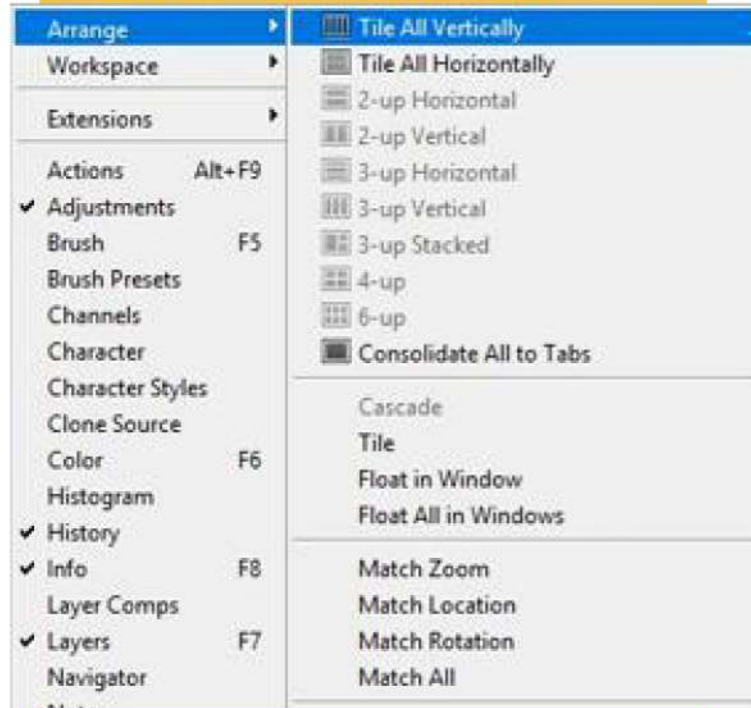 Arrange
Workspace
Extensions
Actions Alt+F9
Adjustments
Brush F5
Brush Presets
Channels
Character
Character Styles
Clone Source
Color F6
Histogram
History
Info F8
Layer Comps
Layers F7
Navigator
Tile All Vertically
Tile All Horizontally
2-up Horizontal
2-up Vertical
3-up Horizontal
3-up Vertical
3-up Stacked
4-up
6-up
Consolidate All to Tabs
Cascade
Tile
Float in Window
Float All in Windows
Match Zoom
Match Location
Match Rotation
Match All